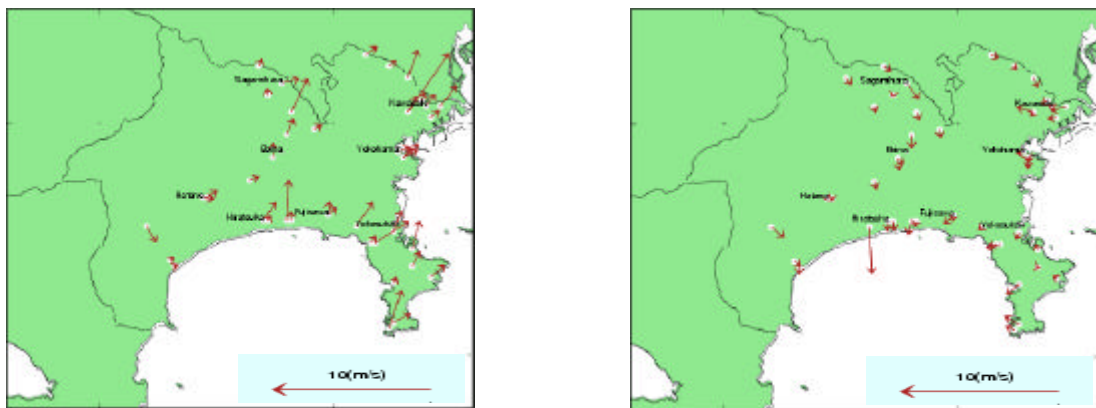 Sagamihara
Kawasaki
Ebina
Yokohama
Hiratsuka
Fujisawa
Yokosuka
10(m/s)
Sagamihara
Kawasaki
Ebina
Yokohama
Hiratsuka
Fujisawa
Yokosuka
10(m/s)